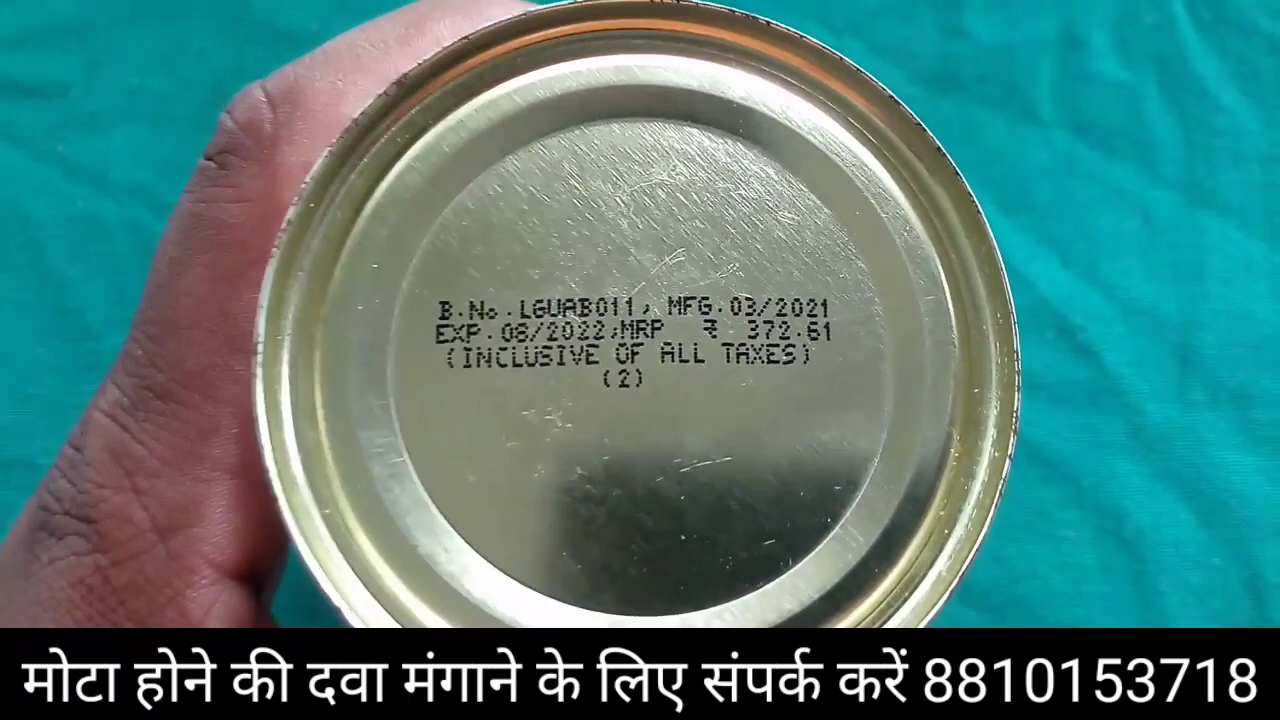 B.No.LGUAB011, MFG.03/2021
EXP.08/2022,MRP ₹ 372.61
(INCLUSIVE OF ALL TAXES)
(2)
मोटा होने की दवा मंगाने के लिए संपर्क करें 8810153718